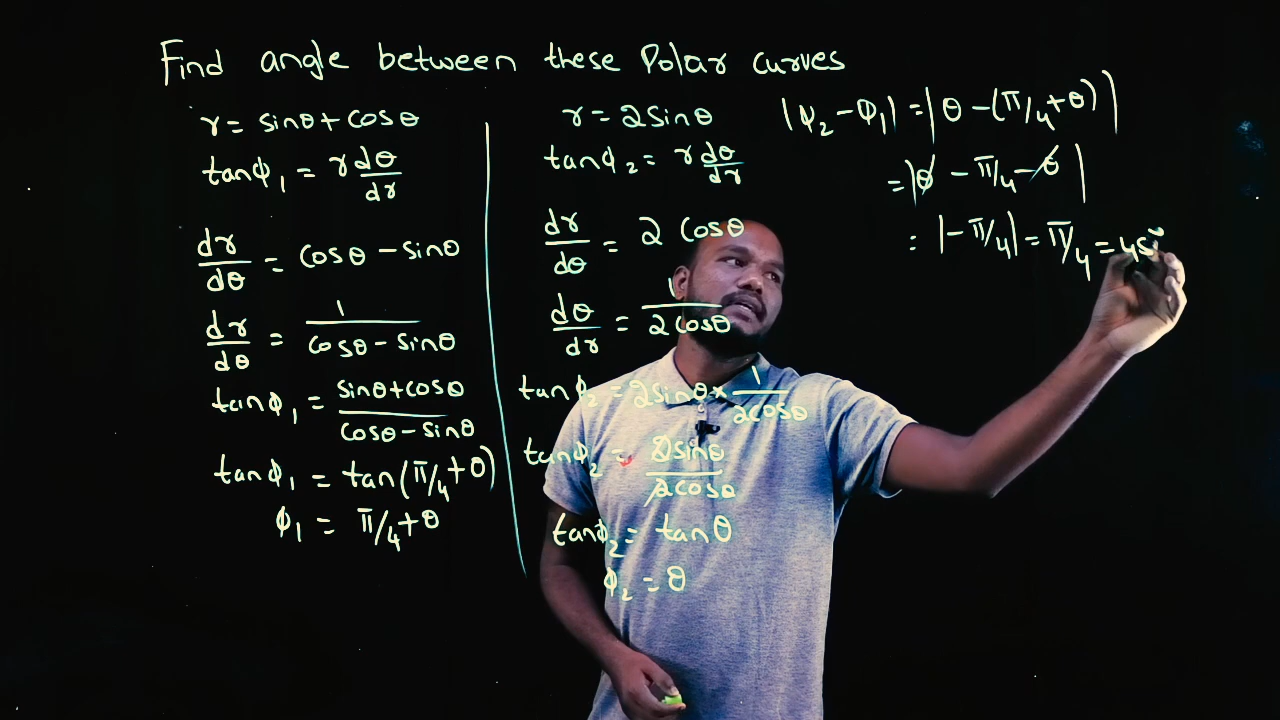 Find angle between these Polar curves
r = sinθ + cosθ
tanϕ₁ = r dθ/dr
dr/dθ = cosθ - sinθ
dr/dθ = 1/(cosθ - sinθ)
tanϕ₁ = (sinθ+cosθ)/(cosθ - sinθ)
tanϕ₁ = tan(π/4+θ)
ϕ₁ = π/4+θ
r = 2sinθ
tanϕ₂ = r dθ/dr
dr/dθ = 2 cosθ
dθ/dr = 1/(2cosθ)
tanϕ₂ = 2sinθ × 1/(2cosθ)
tanϕ₂ = 2sinθ/2cosθ
tanϕ₂ = tanθ
ϕ₂ = θ
|ϕ₂ - ϕ₁| = |θ - (π/4+θ)|
= |θ - π/4 - θ|
= |-π/4| = π/4 = 45°